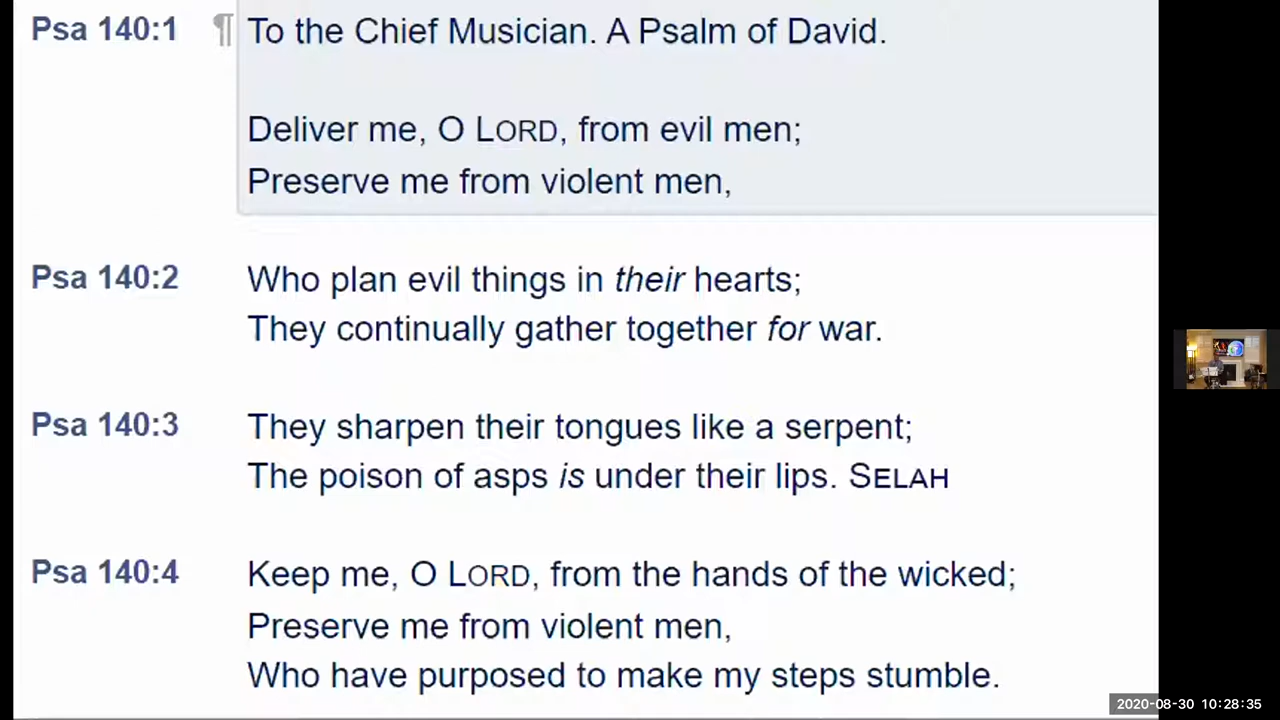 Psa 140:1 ¶ To the Chief Musician. A Psalm of David.
Deliver me, O LORD, from evil men;
Preserve me from violent men,
Psa 140:2 Who plan evil things in their hearts;
They continually gather together for war.
Psa 140:3 They sharpen their tongues like a serpent;
The poison of asps is under their lips. SELAH
Psa 140:4 Keep me, O LORD, from the hands of the wicked;
Preserve me from violent men,
Who have purposed to make my steps stumble.
2020-08-30 10:28:35